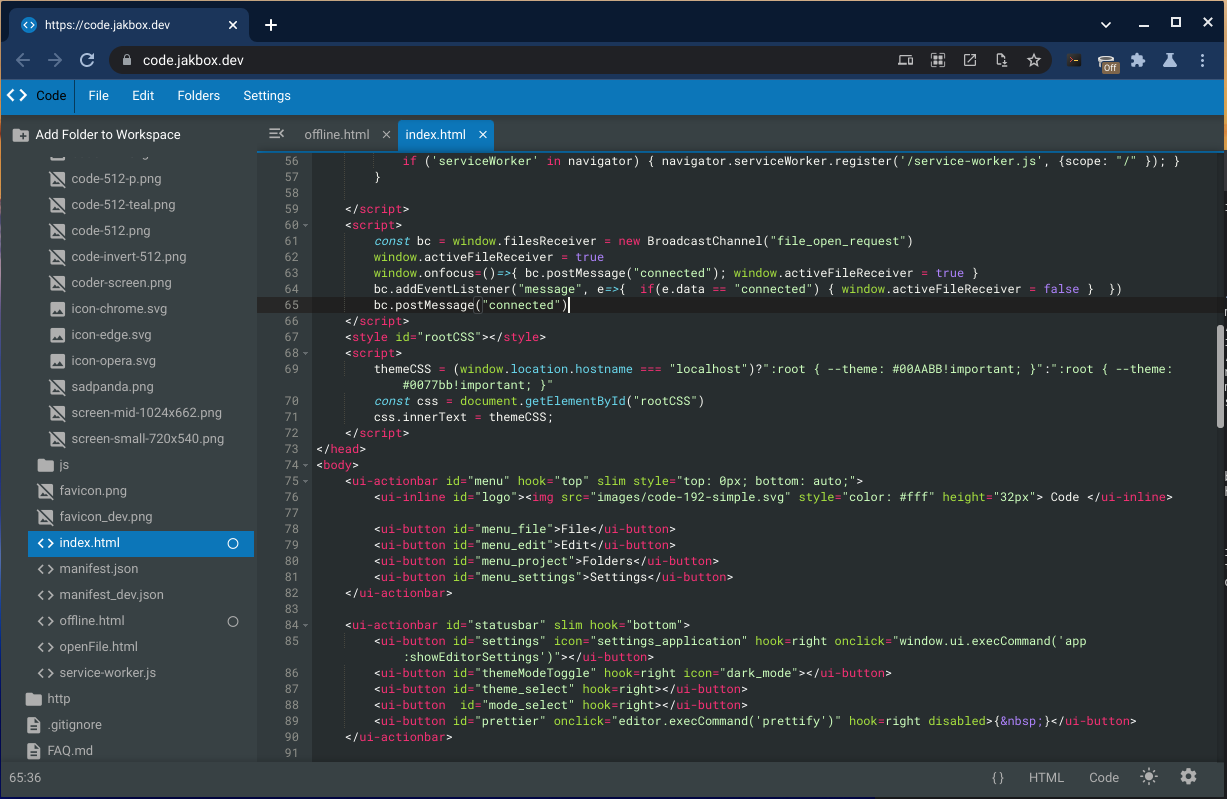 https://code.jakbox.dev
code.jakbox.dev
Off
Code File Edit Folders Settings
Add Folder to Workspace
offline.html
index.html
code-512-p.png
code-512-teal.png
code-512.png
code-invert-512.png
coder-screen.png
icon-chrome.svg
icon-edge.svg
icon-opera.svg
sadpanda.png
screen-mid-1024x662.png
screen-small-720x540.png
js
favicon.png
favicon_dev.png
index.html
manifest.json
manifest_dev.json
offline.html
openFile.html
service-worker.js
http
.gitignore
FAQ.md
56 if ('serviceWorker' in navigator) { navigator.serviceWorker.register('/service-worker.js', {scope: "/" }); }
57 }
58
59 </script>
60 <script>
61 const bc = window.filesReceiver = new BroadcastChannel("file_open_request")
62 window.activeFileReceiver = true
63 window.onfocus=()=>{ bc.postMessage("connected"); window.activeFileReceiver = true }
64 bc.addEventListener("message", e=>{  if(e.data == "connected") { window.activeFileReceiver = false }  })
65 bc.postMessage("connected")
66 </script>
67 <style id="rootCSS"></style>
68 <script>
69 themeCSS = (window.location.hostname === "localhost")?":root { --theme: #00AABB!important; }":":root { --theme:
#0077bb!important; }"
70 const css = document.getElementById("rootCSS")
71 css.innerText = themeCSS;
72 </script>
73 </head>
74 <body>
75 <ui-actionbar id="menu" hook="top" slim style="top: 0px; bottom: auto;">
76 <ui-inline id="logo"><img src="images/code-192-simple.svg" style="color: #fff" height="32px"> Code </ui-inline>
77
78 <ui-button id="menu_file">File</ui-button>
79 <ui-button id="menu_edit">Edit</ui-button>
80 <ui-button id="menu_project">Folders</ui-button>
81 <ui-button id="menu_settings">Settings</ui-button>
82 </ui-actionbar>
83
84 <ui-actionbar id="statusbar" slim hook="bottom">
85 <ui-button id="settings" icon="settings_application" hook=right onclick="window.ui.execCommand('app
:showEditorSettings')"></ui-button>
86 <ui-button id="themeModeToggle" hook=right icon="dark_mode"></ui-button>
87 <ui-button id="theme_select" hook=right></ui-button>
88 <ui-button  id="mode_select" hook=right></ui-button>
89 <ui-button id="prettier" onclick="editor.execCommand('prettify')" hook=right disabled>{&nbsp;}</ui-button>
90 </ui-actionbar>
91
65:36
{ } HTML Code